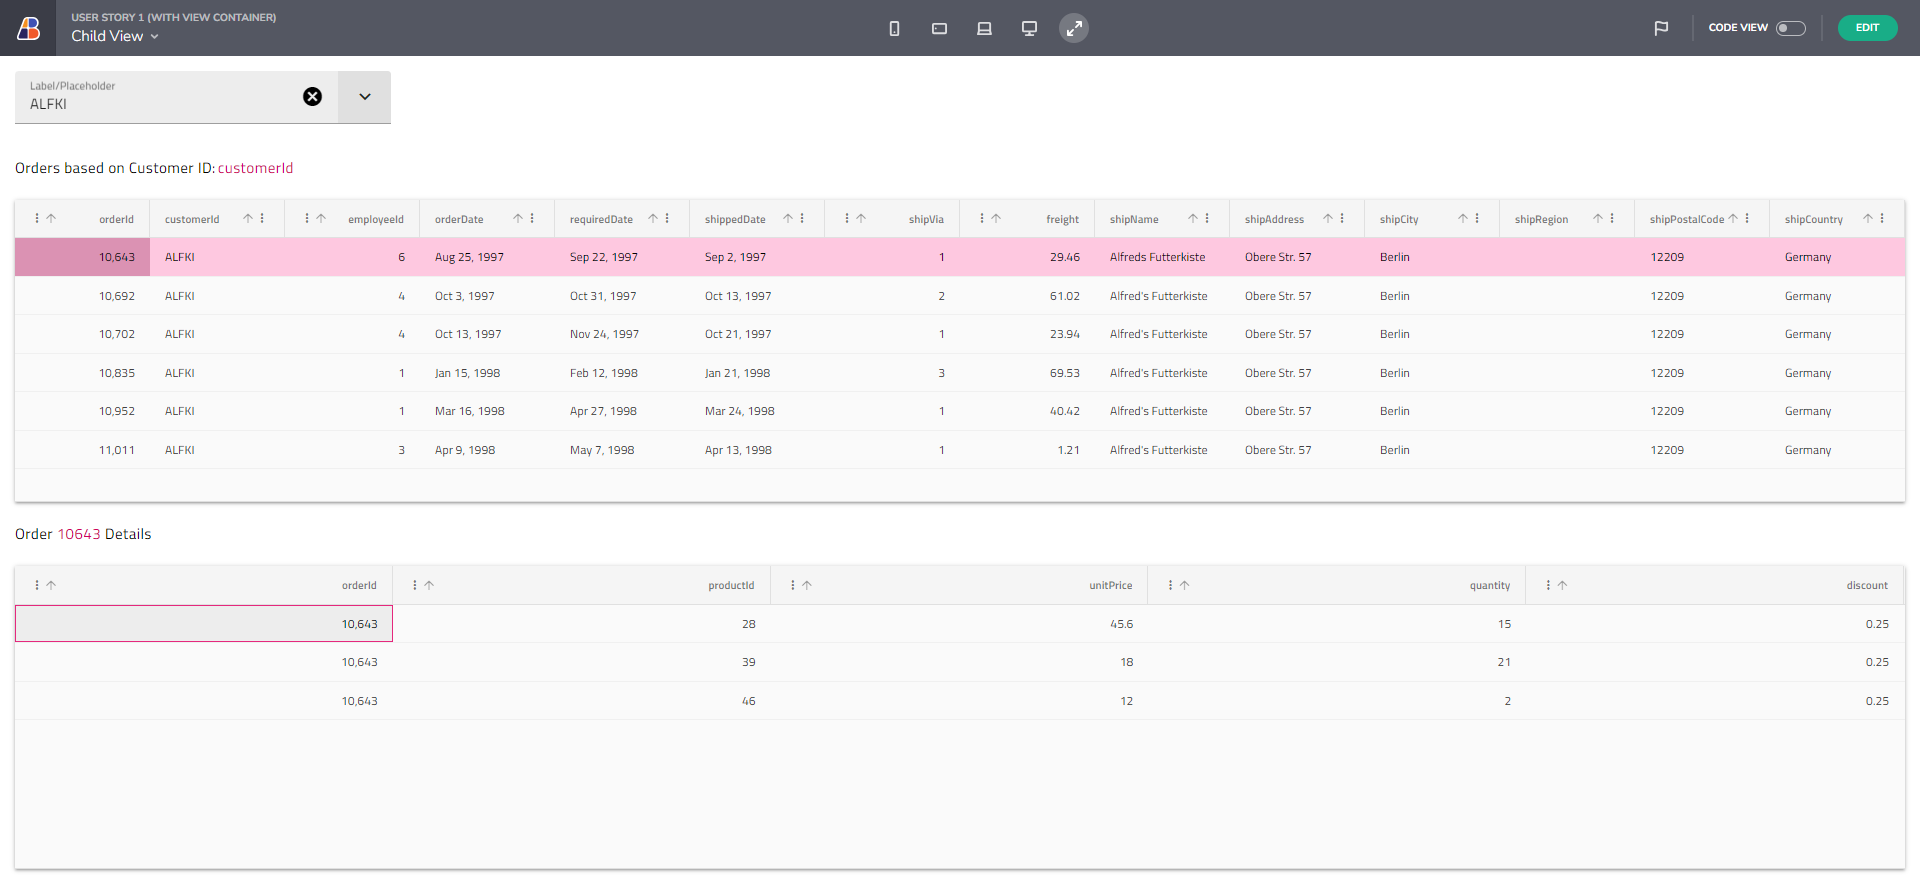 USER STORY 1 (WITH VIEW CONTAINER)
Child View
CODE VIEW
EDIT
Label/Placeholder
ALFKI
Orders based on Customer ID: customerId
orderId customerId employeeId orderDate requiredDate shippedDate shipVia freight shipName shipAddress shipCity shipRegion shipPostalCode shipCountry
10,643 ALFKI 6 Aug 25, 1997 Sep 22, 1997 Sep 2, 1997 1 29.46 Alfreds Futterkiste Obere Str. 57 Berlin 12209 Germany
10,692 ALFKI 4 Oct 3, 1997 Oct 31, 1997 Oct 13, 1997 2 61.02 Alfred's Futterkiste Obere Str. 57 Berlin 12209 Germany
10,702 ALFKI 4 Oct 13, 1997 Nov 24, 1997 Oct 21, 1997 1 23.94 Alfred's Futterkiste Obere Str. 57 Berlin 12209 Germany
10,835 ALFKI 1 Jan 15, 1998 Feb 12, 1998 Jan 21, 1998 3 69.53 Alfred's Futterkiste Obere Str. 57 Berlin 12209 Germany
10,952 ALFKI 1 Mar 16, 1998 Apr 27, 1998 Mar 24, 1998 1 40.42 Alfred's Futterkiste Obere Str. 57 Berlin 12209 Germany
11,011 ALFKI 3 Apr 9, 1998 May 7, 1998 Apr 13, 1998 1 1.21 Alfred's Futterkiste Obere Str. 57 Berlin 12209 Germany
Order 10643 Details
orderId productId unitPrice quantity discount
10,643 28 45.6 15 0.25
10,643 39 18 21 0.25
10,643 46 12 2 0.25